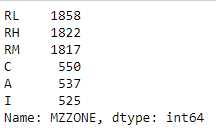 RL    1858
RH    1822
RM    1817
C      550
A      537
I      525
Name: MZZONE, dtype: int64